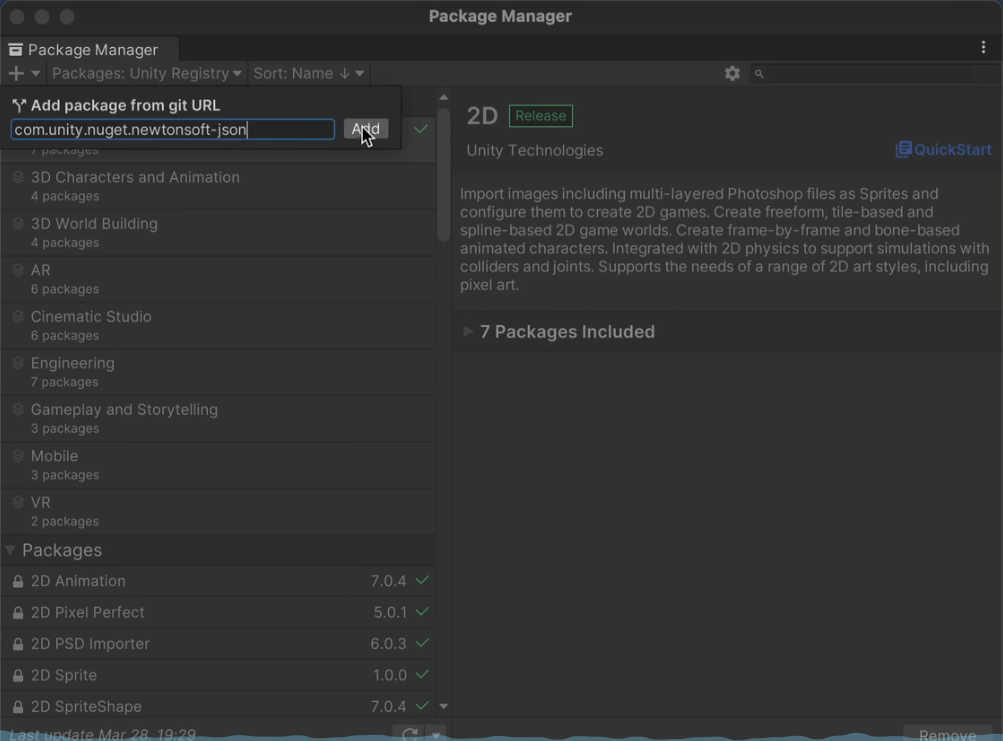 Package Manager
Package Manager
Packages: Unity Registry Sort: Name ↓
Add package from git URL
com.unity.nuget.newtonsoft-json Add
7 packages
3D Characters and Animation
4 packages
3D World Building
4 packages
AR
6 packages
Cinematic Studio
6 packages
Engineering
7 packages
Gameplay and Storytelling
3 packages
Mobile
3 packages
VR
2 packages
Packages
2D Animation 7.0.4
2D Pixel Perfect 5.0.1
2D PSD Importer 6.0.3
2D Sprite 1.0.0
2D SpriteShape 7.0.4
Last update Mar 28, 19:29
2D Release
Unity Technologies QuickStart
Import images including multi-layered Photoshop files as Sprites and
configure them to create 2D games. Create freeform, tile-based and
spline-based 2D game worlds. Create frame-by-frame and bone-based
animated characters. Integrated with 2D physics to support simulations with
colliders and joints. Supports the needs of a range of 2D art styles, including
pixel art.
7 Packages Included
Remove